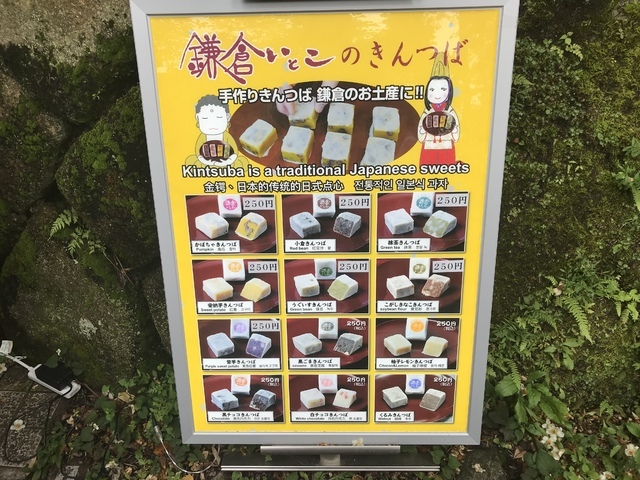 鎌倉いとこのきんつば
手作りきんつば、鎌倉のお土産に!!
Kintsuba is a traditional Japanese sweets
金锷、日本的传统的日式点心 전통적인 일본식 과자
250円 250円 250円
かぼちゃきんつば 小倉きんつば 抹茶きんつば
Pumpkin Red bean Green tea
250円 250円 250円
安納芋きんつば うぐいすきんつば こがしきなこきんつば
Sweet potato Green bean soybean flour
250円 250円 250円
紫芋きんつば 黒ごまきんつば 柚子レモンきんつば
Purple sweet potato sesame Citron&Lemon
250円 250円 250円
黒チョコきんつば 白チョコきんつば くるみきんつば
Chocolate White chocolate Walnut